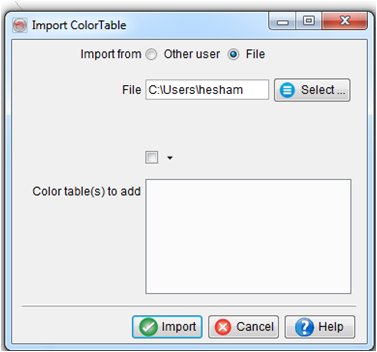 Import ColorTable
Import from Other user File
File C:\Users\hesham Select ...
Color table(s) to add
Import Cancel Help